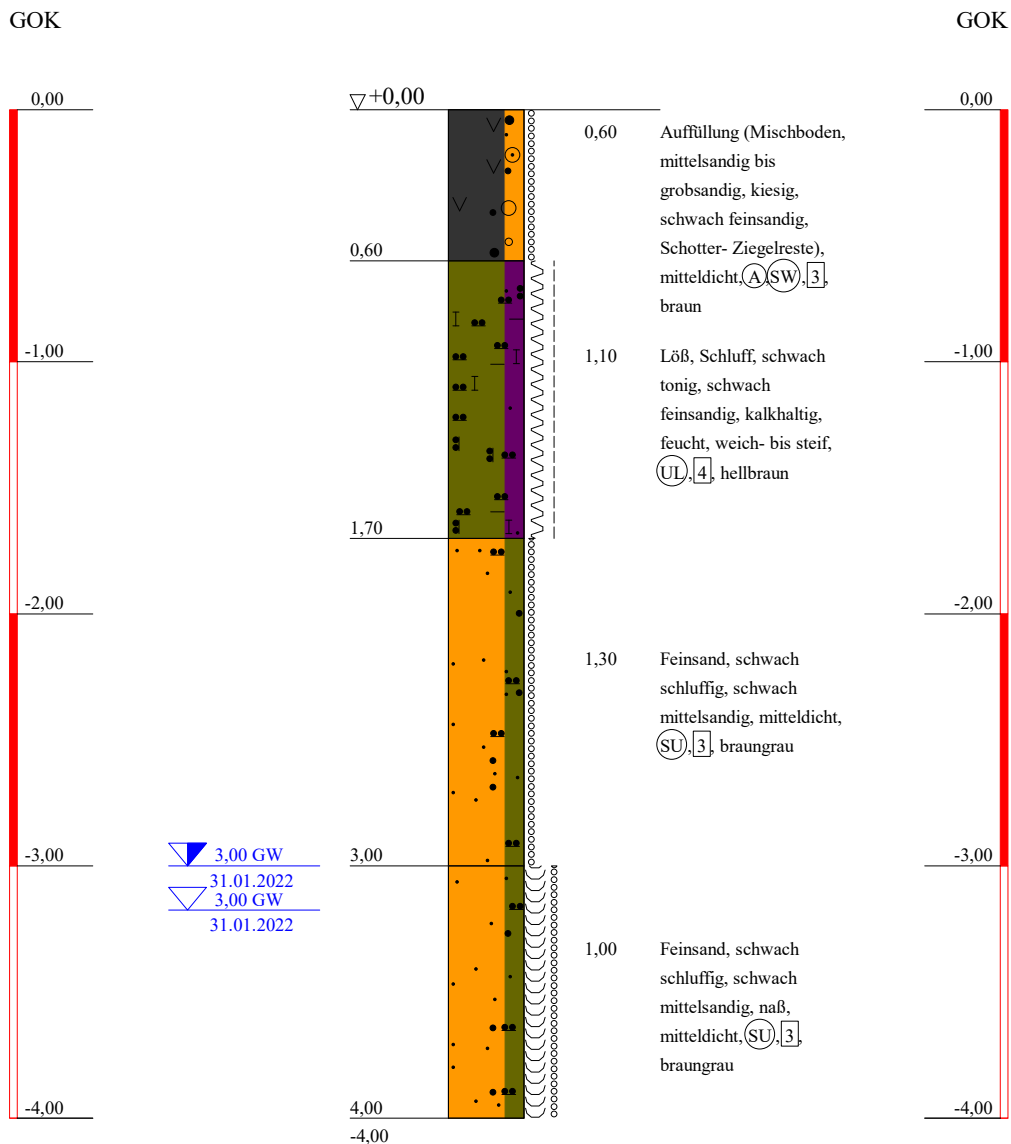 GOK
GOK
0,00
+0,00
0,00
0,60
Auffüllung (Mischboden,
mittelsandig bis
grobsandig, kiesig,
schwach feinsandig,
Schotter- Ziegelreste),
mitteldicht, A, SW, 3,
braun
0,60
-1,00
-1,00
1,10
Löß, Schluff, schwach
tonig, schwach
feinsandig, kalkhaltig,
feucht, weich- bis steif,
UL, 4, hellbraun
1,70
-2,00
-2,00
1,30
Feinsand, schwach
schluffig, schwach
mittelsandig, mitteldicht,
SU, 3, braungrau
-3,00
3,00 GW
31.01.2022
3,00 GW
31.01.2022
3,00
-3,00
1,00
Feinsand, schwach
schluffig, schwach
mittelsandig, naß,
mitteldicht, SU, 3,
braungrau
-4,00
4,00
-4,00
-4,00